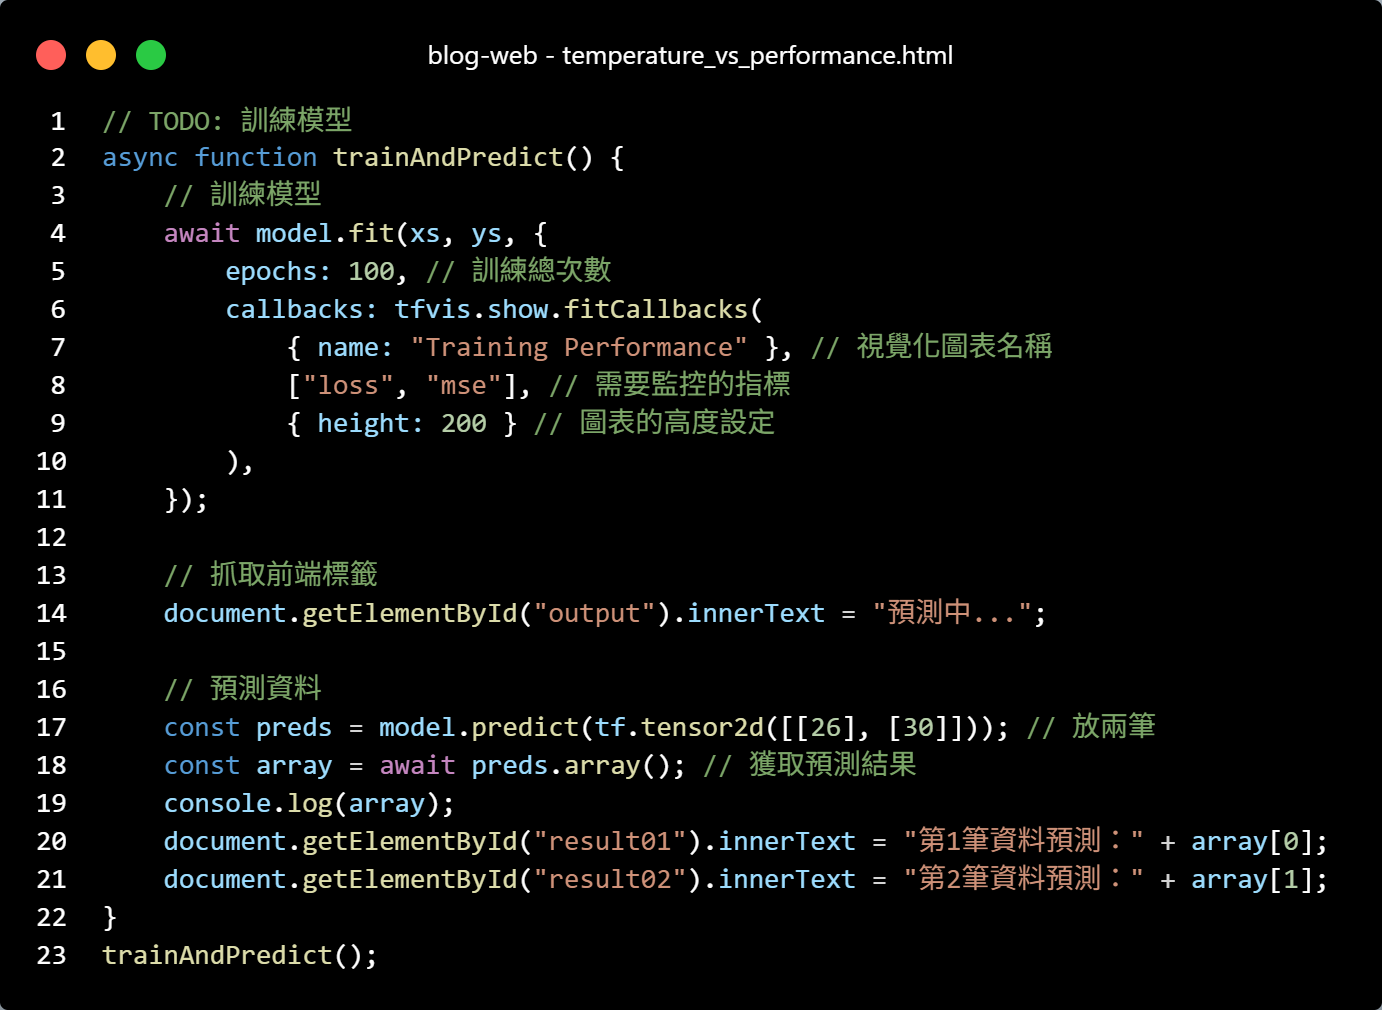 blog-web - temperature_vs_performance.html
1 // TODO: 訓練模型
2 async function trainAndPredict() {
3     // 訓練模型
4     await model.fit(xs, ys, {
5         epochs: 100, // 訓練總次數
6         callbacks: tfvis.show.fitCallbacks(
7             { name: "Training Performance" }, // 視覺化圖表名稱
8             ["loss", "mse"], // 需要監控的指標
9             { height: 200 } // 圖表的高度設定
10         ),
11     });
12
13     // 抓取前端標籤
14     document.getElementById("output").innerText = "預測中...";
15
16     // 預測資料
17     const preds = model.predict(tf.tensor2d([[26], [30]])); // 放兩筆
18     const array = await preds.array(); // 獲取預測結果
19     console.log(array);
20     document.getElementById("result01").innerText = "第1筆資料預測：" + array[0];
21     document.getElementById("result02").innerText = "第2筆資料預測：" + array[1];
22 }
23 trainAndPredict();